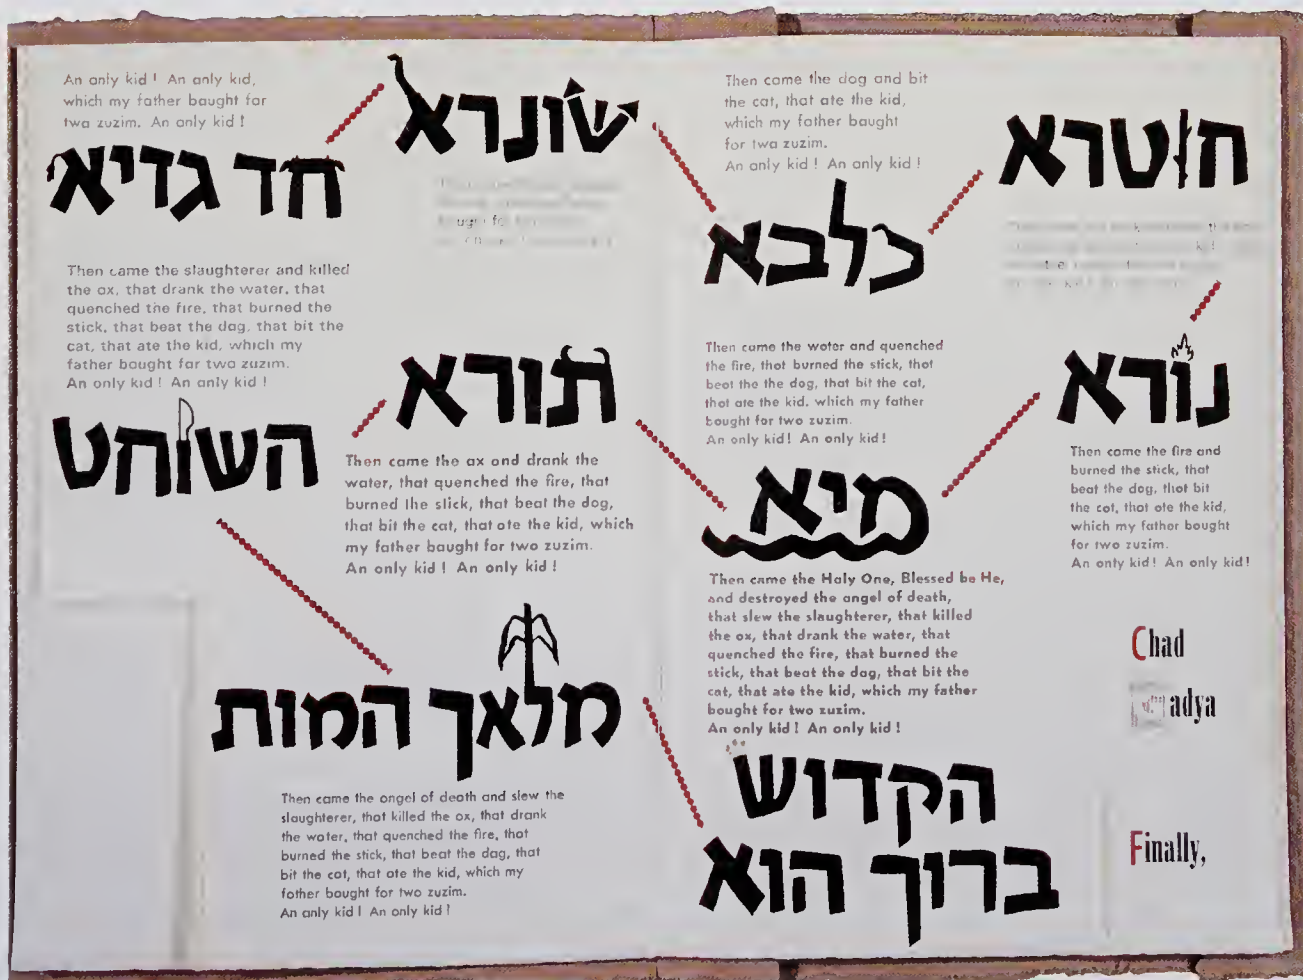 An only kid! An only kid,
which my father bought for
two zuzim. An only kid!
חד גדיא
שונרא
bought for
Then came the dog and bit
the cat, that ate the kid,
which my father bought
for two zuzim.
An only kid! An only kid!
כלבא
חוטרא
נורא
Then came the fire and
burned the stick, that
beat the dog, that bit
the cat, that ate the kid,
which my father bought
for two zuzim.
An only kid! An only kid!
Then came the water and quenched
the fire, that burned the stick, that
beat the the dog, that bit the cat,
that ate the kid, which my father
bought for two zuzim.
An only kid! An only kid!
מיא
תורא
Then came the ox and drank the
water, that quenched the fire, that
burned the stick, that beat the dog,
that bit the cat, that ate the kid, which
my father bought for two zuzim.
An only kid! An only kid!
Then came the slaughterer and killed
the ox, that drank the water, that
quenched the fire, that burned the
stick, that beat the dog, that bit the
cat, that ate the kid, which my
father bought for two zuzim.
An only kid! An only kid!
השוחט
מלאך המות
Then came the angel of death and slew the
slaughterer, that killed the ox, that drank
the water, that quenched the fire, that
burned the stick, that beat the dog, that
bit the cat, that ate the kid, which my
father bought for two zuzim.
An only kid! An only kid!
Then came the Holy One, Blessed be He,
and destroyed the angel of death,
that slew the slaughterer, that killed
the ox, that drank the water, that
quenched the fire, that burned the
stick, that beat the dog, that bit the
cat, that ate the kid, which my father
bought for two zuzim.
An only kid! An only kid!
הקדוש
ברוך הוא
Chad
adya
Finally,